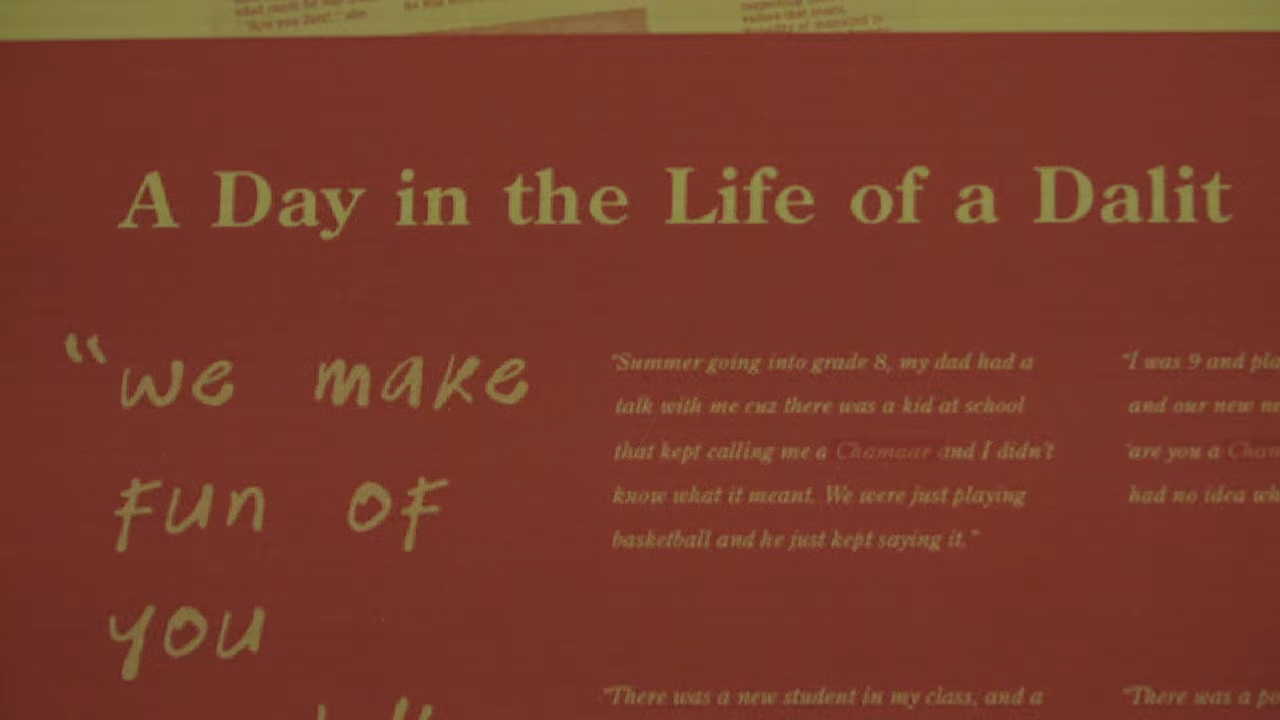 "Are you
A Day in the Life of a Dalit
"we make
fun of
you
"Summer going into grade 8, my dad had a
talk with me cuz there was a kid at school
that kept calling me a Chamaar and I didn't
know what it meant. We were just playing
basketball and he just kept saying it."
"I was 9 and
and our new
are you a
had no idea
"There was a new student in my class, and a
"There was a